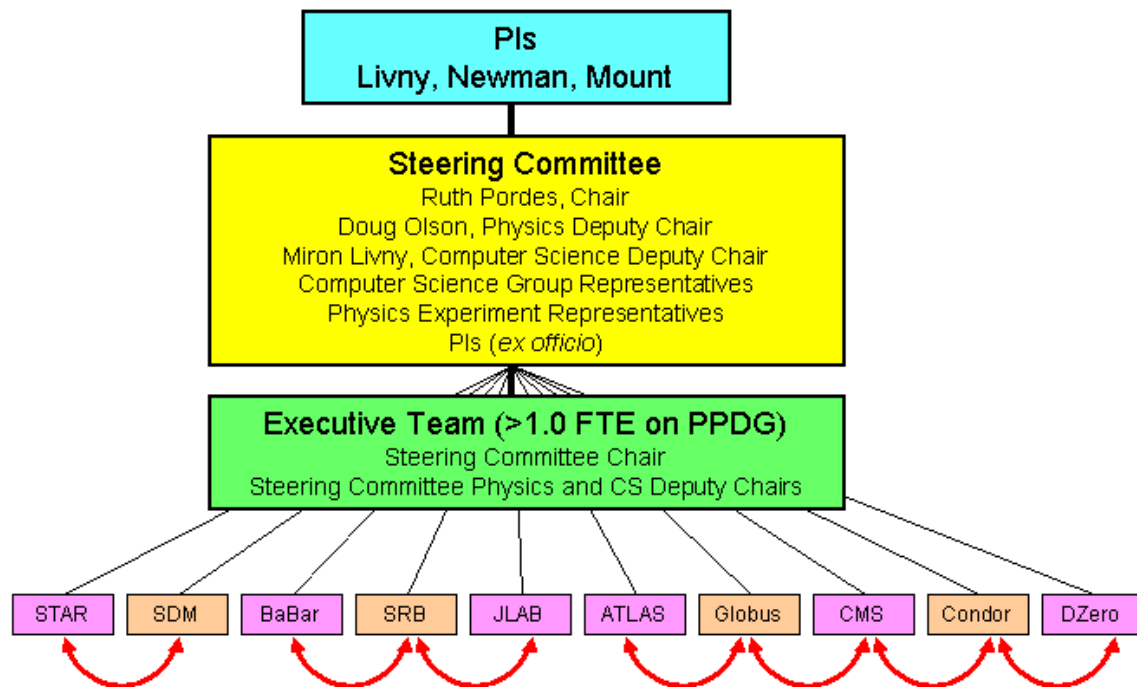 PIs
Livny, Newman, Mount
Steering Committee
Ruth Pordes, Chair
Doug Olson, Physics Deputy Chair
Miron Livny, Computer Science Deputy Chair
Computer Science Group Representatives
Physics Experiment Representatives
PIs (ex officio)
Executive Team (>1.0 FTE on PPDG)
Steering Committee Chair
Steering Committee Physics and CS Deputy Chairs
STAR SDM BaBar SRB JLAB ATLAS Globus CMS Condor DZero